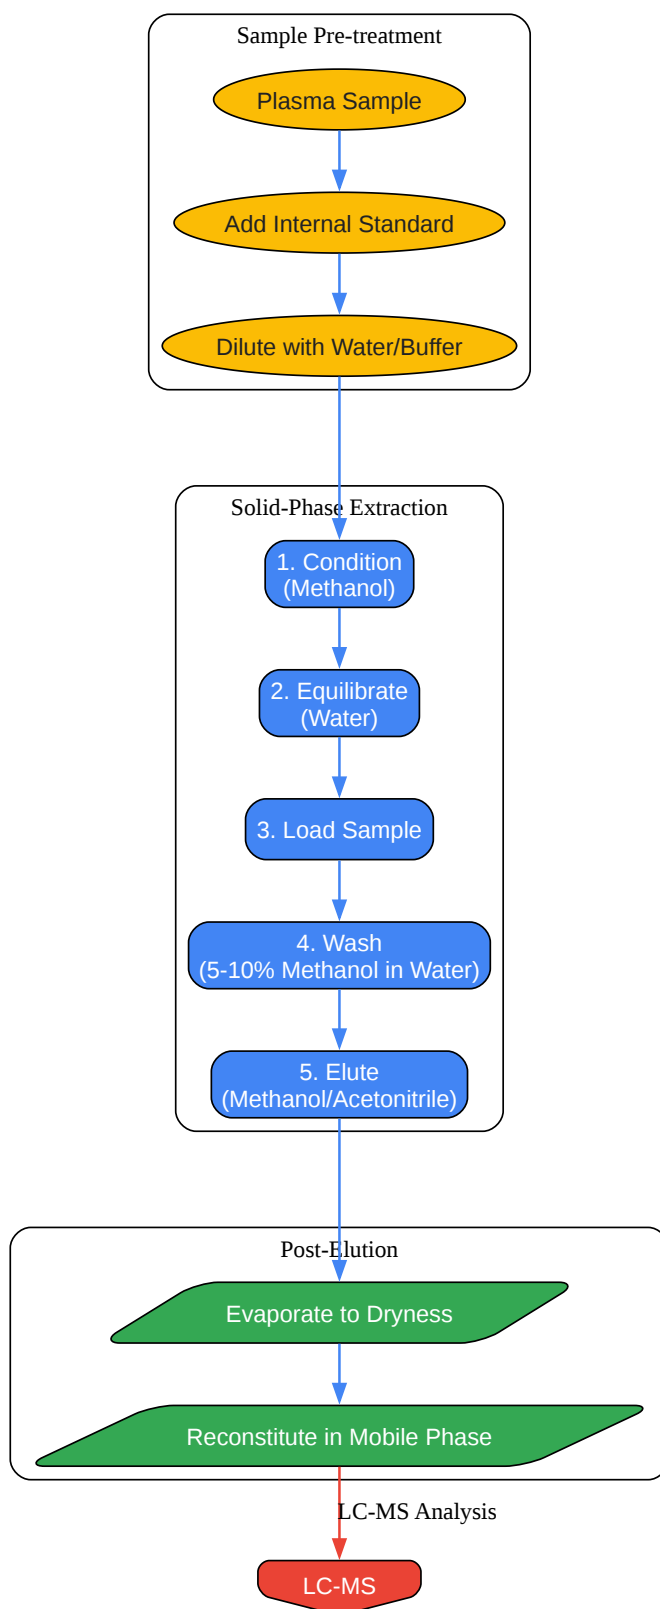 Sample Pre-treatment
Plasma Sample
Add Internal Standard
Dilute with Water/Buffer
Solid-Phase Extraction
1. Condition
(Methanol)
2. Equilibrate
(Water)
3. Load Sample
4. Wash
(5-10% Methanol in Water)
5. Elute
(Methanol/Acetonitrile)
Post-Elution
Evaporate to Dryness
Reconstitute in Mobile Phase
LC-MS Analysis
LC-MS